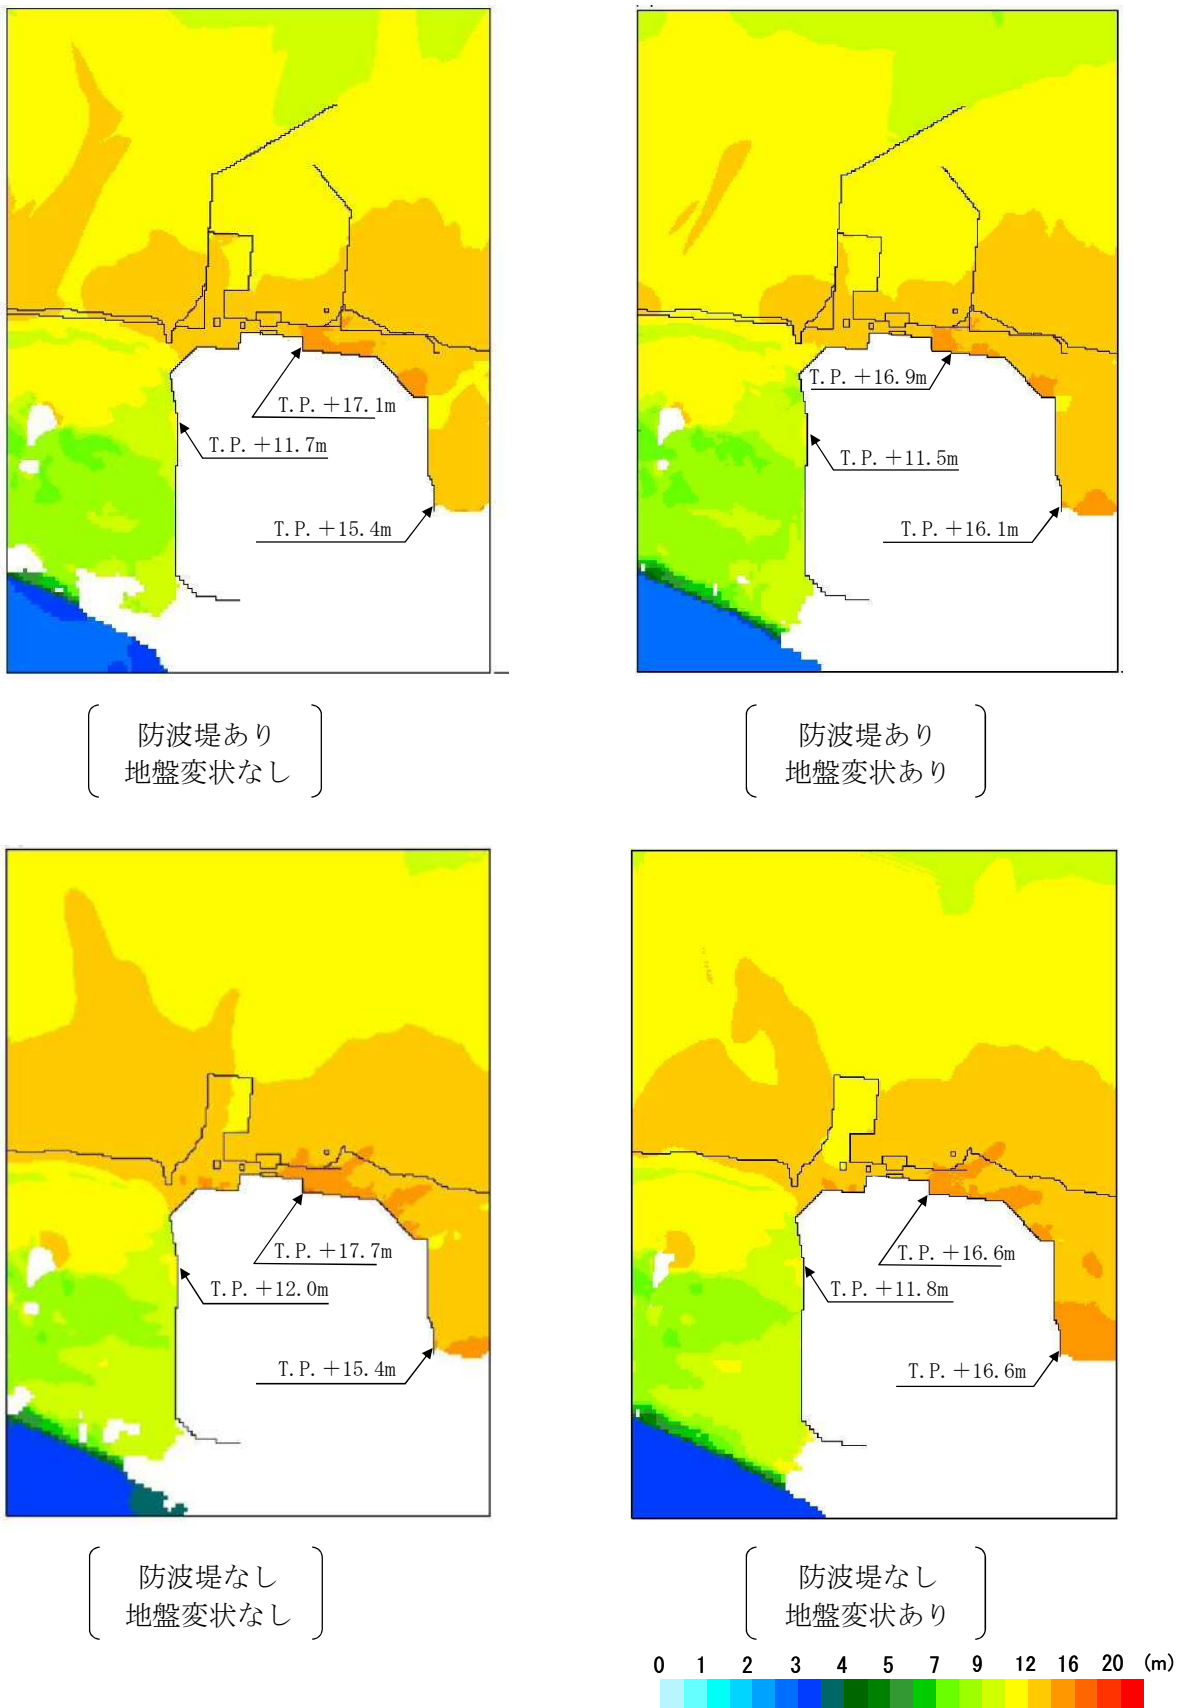 T.P.+17.1m
T.P.+11.7m
T.P.+15.4m
防波堤あり
地盤変状なし
T.P.+16.9m
T.P.+11.5m
T.P.+16.1m
防波堤あり
地盤変状あり
T.P.+17.7m
T.P.+12.0m
T.P.+15.4m
防波堤なし
地盤変状なし
T.P.+16.6m
T.P.+11.8m
T.P.+16.6m
防波堤なし
地盤変状あり
0 1 2 3 4 5 7 9 12 16 20 (m)